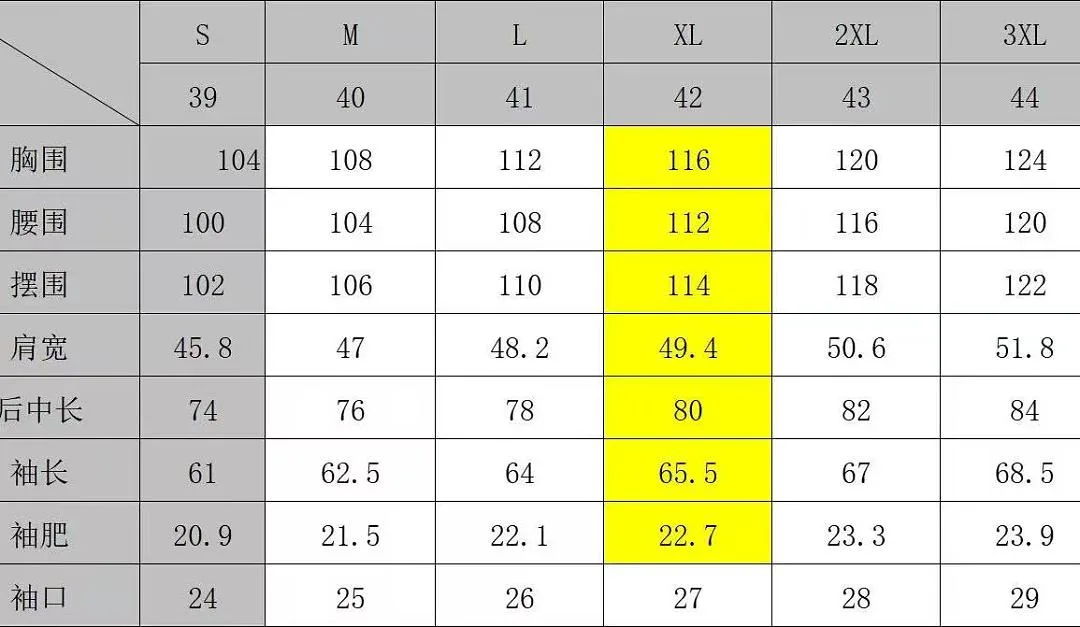 S M L XL 2XL 3XL
39 40 41 42 43 44
胸围 104 108 112 116 120 124
腰围 100 104 108 112 116 120
摆围 102 106 110 114 118 122
肩宽 45.8 47 48.2 49.4 50.6 51.8
后中长 74 76 78 80 82 84
袖长 61 62.5 64 65.5 67 68.5
袖肥 20.9 21.5 22.1 22.7 23.3 23.9
袖口 24 25 26 27 28 29